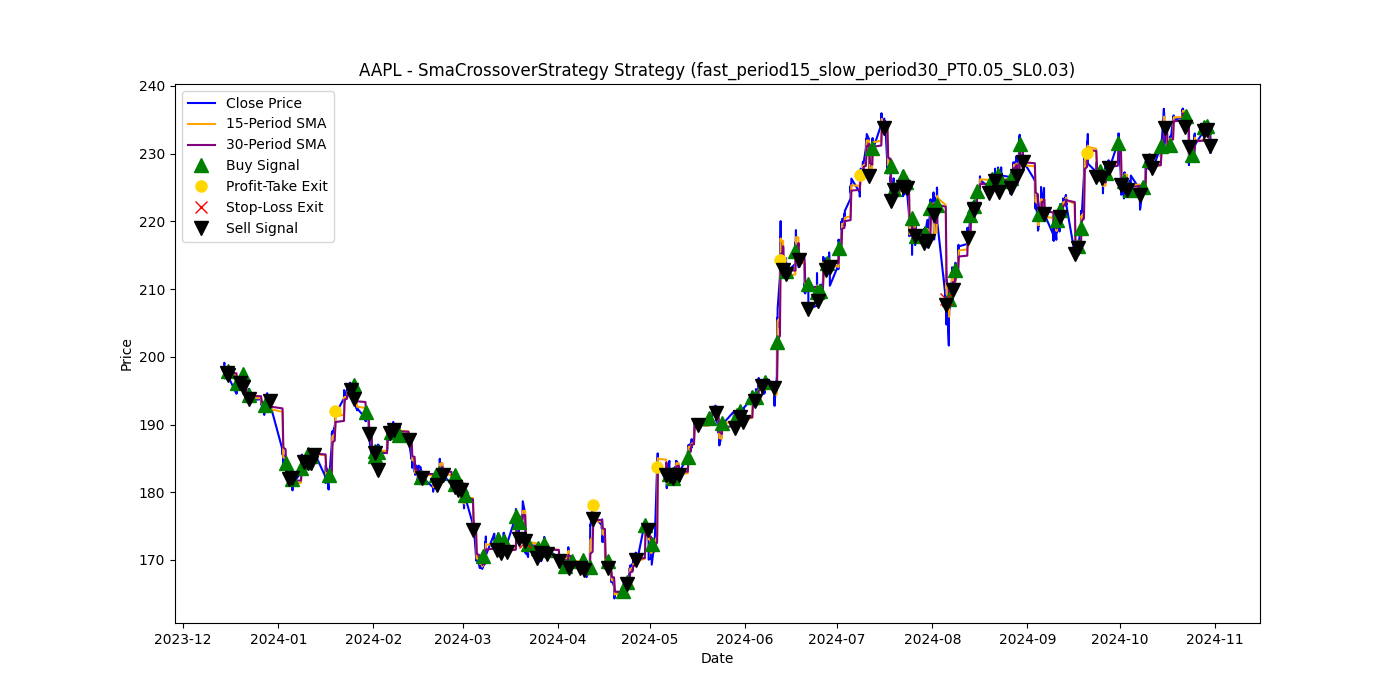 AAPL - SmaCrossoverStrategy Strategy (fast_period15_slow_period30_PT0.05_SL0.03)
Close Price
15-Period SMA
30-Period SMA
Buy Signal
Profit-Take Exit
Stop-Loss Exit
Sell Signal
Price
240
230
220
210
200
190
180
170
2023-12 2024-01 2024-02 2024-03 2024-04 2024-05 2024-06 2024-07 2024-08 2024-09 2024-10 2024-11
Date